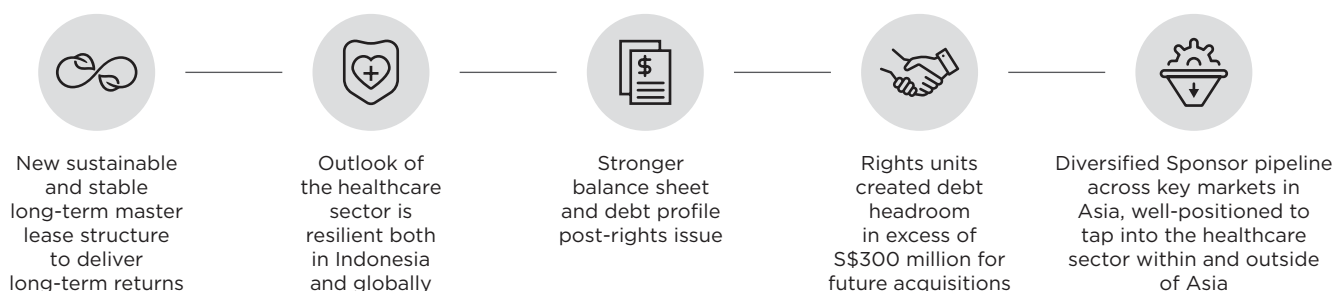 $
New sustainable
and stable
long-term master
lease structure
to deliver
long-term returns
Outlook of
the healthcare
sector is
resilient both
in Indonesia
and globally
Stronger
balance sheet
and debt profile
post-rights issue
Rights units
created debt
headroom
in excess of
S$300 million for
future acquisitions
Diversified Sponsor pipeline
across key markets in
Asia, well-positioned to
tap into the healthcare
sector within and outside
of Asia